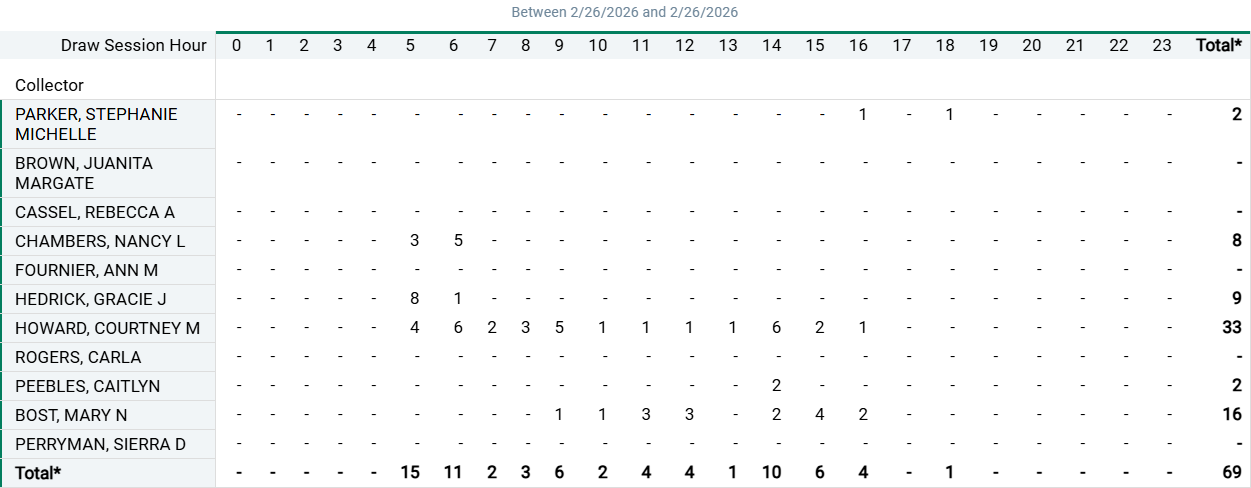 Between 2/26/2026 and 2/26/2026
Draw Session Hour 0 1 2 3 4 5 6 7 8 9 10 11 12 13 14 15 16 17 18 19 20 21 22 23 Total*
Collector
PARKER, STEPHANIE MICHELLE - - - - - - - - - - - - - - - - 1 - 1 - - - - - 2
BROWN, JUANITA MARGATE - - - - - - - - - - - - - - - - - - - - - - - - -
CASSEL, REBECCA A - - - - - - - - - - - - - - - - - - - - - - - - -
CHAMBERS, NANCY L - - - - - 3 5 - - - - - - - - - - - - - - - - - 8
FOURNIER, ANN M - - - - - - - - - - - - - - - - - - - - - - - - -
HEDRICK, GRACIE J - - - - - 8 1 - - - - - - - - - - - - - - - - - 9
HOWARD, COURTNEY M - - - - - 4 6 2 3 5 1 1 1 1 6 2 1 - - - - - - - 33
ROGERS, CARLA - - - - - - - - - - - - - - - - - - - - - - - - -
PEEBLES, CAITLYN - - - - - - - - - - - - - - 2 - - - - - - - - - 2
BOST, MARY N - - - - - - - - - 1 1 3 3 - 2 4 2 - - - - - - - 16
PERRYMAN, SIERRA D - - - - - - - - - - - - - - - - - - - - - - - - -
Total* - - - - - 15 11 2 3 6 2 4 4 1 10 6 4 - 1 - - - - - 69